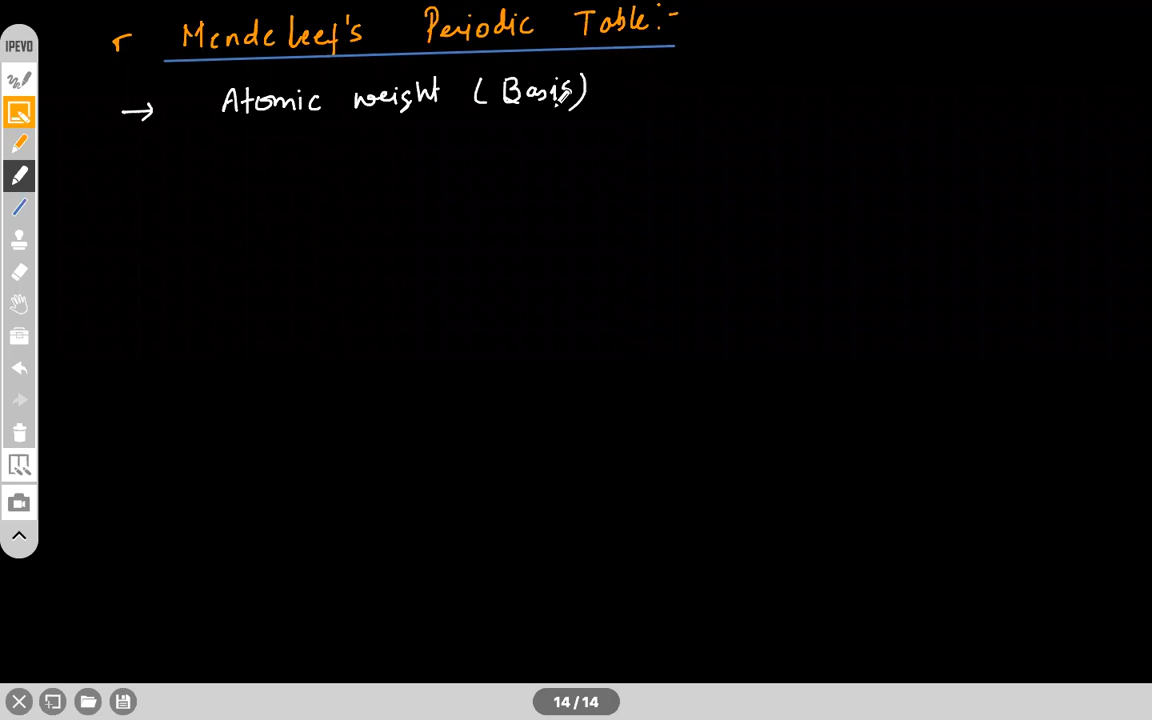 Mendeleef's Periodic Table:-
→ Atomic weight (Basis)
IPEVO
14/14